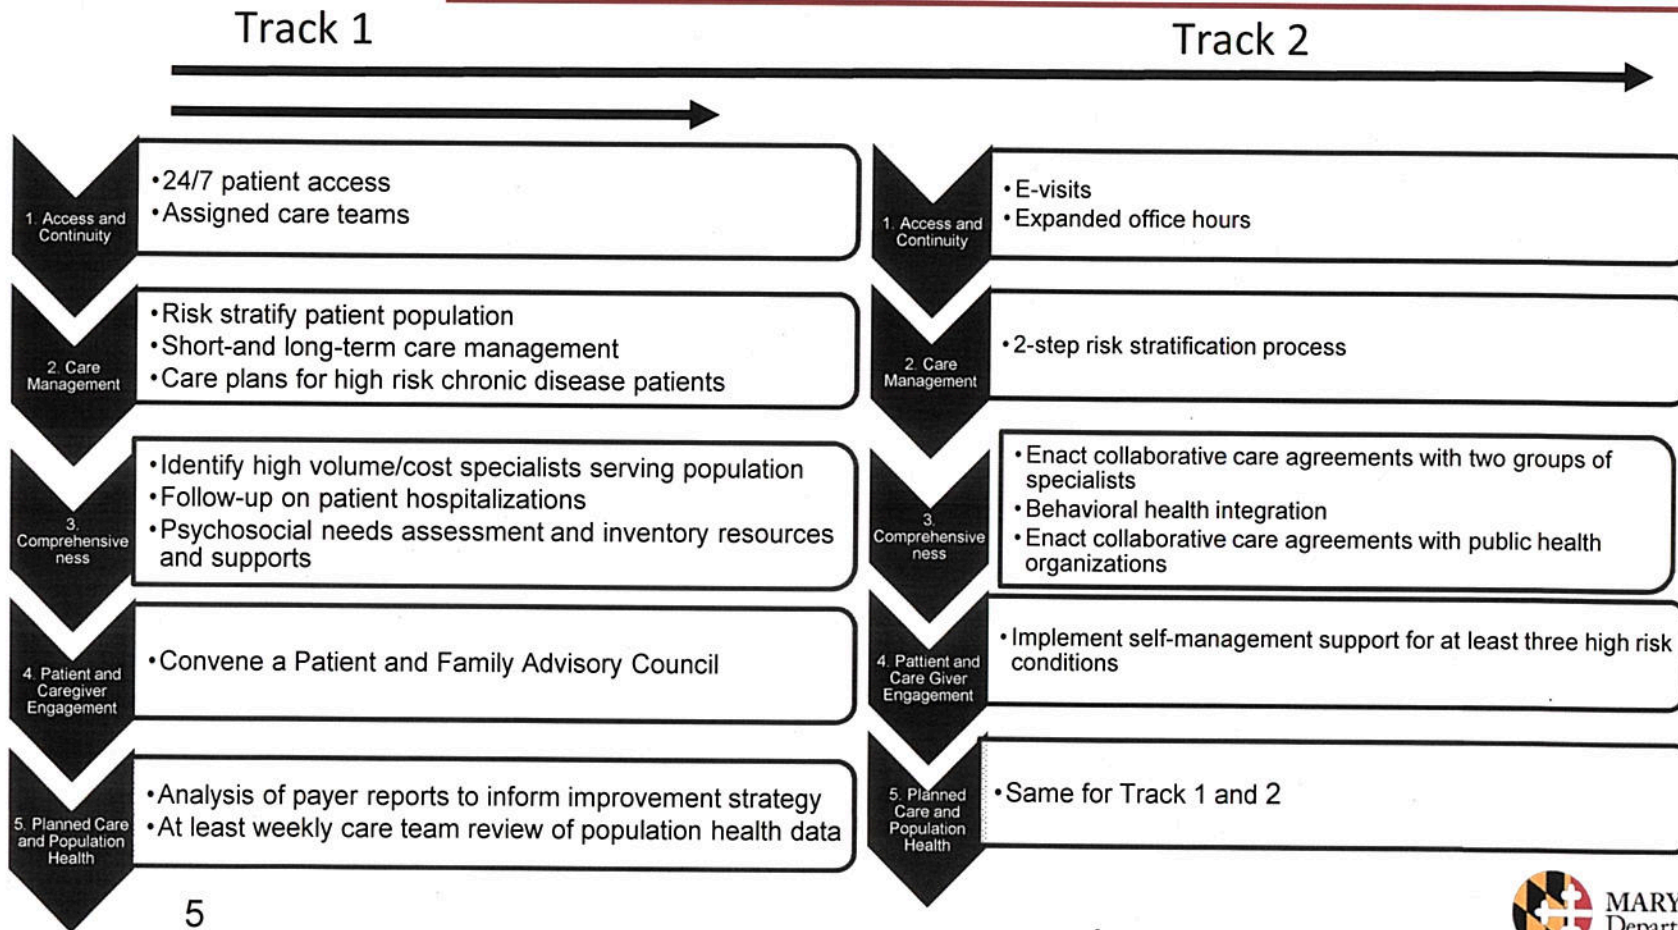 Track 1
Track 2
1. Access and
Continuity
•24/7 patient access
•Assigned care teams
2. Care
Management
•Risk stratify patient population
•Short-and long-term care management
•Care plans for high risk chronic disease patients
3.
Comprehensive
ness
•Identify high volume/cost specialists serving population
•Follow-up on patient hospitalizations
•Psychosocial needs assessment and inventory resources
and supports
4. Patient and
Caregiver
Engagement
•Convene a Patient and Family Advisory Council
5. Planned Care
and Population
Health
•Analysis of payer reports to inform improvement strategy
•At least weekly care team review of population health data
1. Access and
Continuity
•E-visits
•Expanded office hours
2. Care
Management
•2-step risk stratification process
3.
Comprehensive
ness
•Enact collaborative care agreements with two groups of
specialists
•Behavioral health integration
•Enact collaborative care agreements with public health
organizations
4. Pattient and
Care Giver
Engagement
•Implement self-management support for at least three high risk
conditions
5. Planned
Care and
Population
Health
•Same for Track 1 and 2
5
MARY
Depart